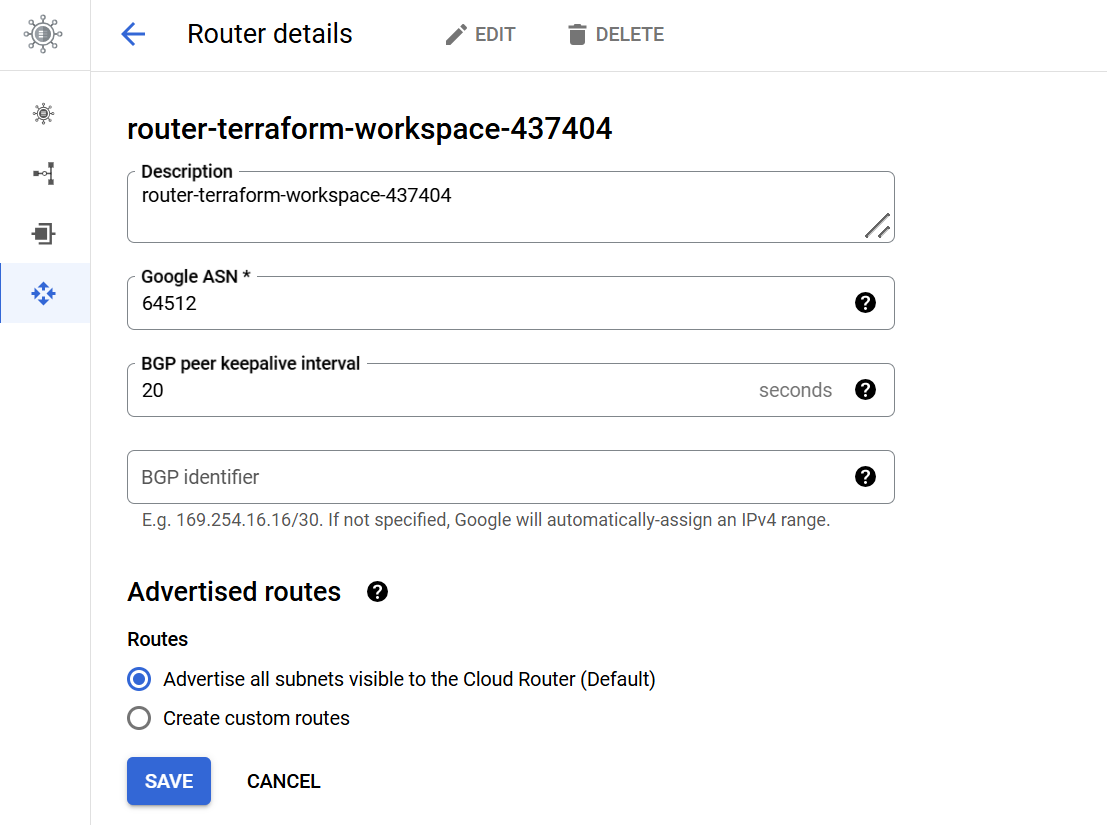 Router details
EDIT
DELETE
router-terraform-workspace-437404
Description
router-terraform-workspace-437404
Google ASN *
64512
BGP peer keepalive interval
20
seconds
BGP identifier
E.g. 169.254.16.16/30. If not specified, Google will automatically-assign an IPv4 range.
Advertised routes
Routes
Advertise all subnets visible to the Cloud Router (Default)
Create custom routes
SAVE
CANCEL